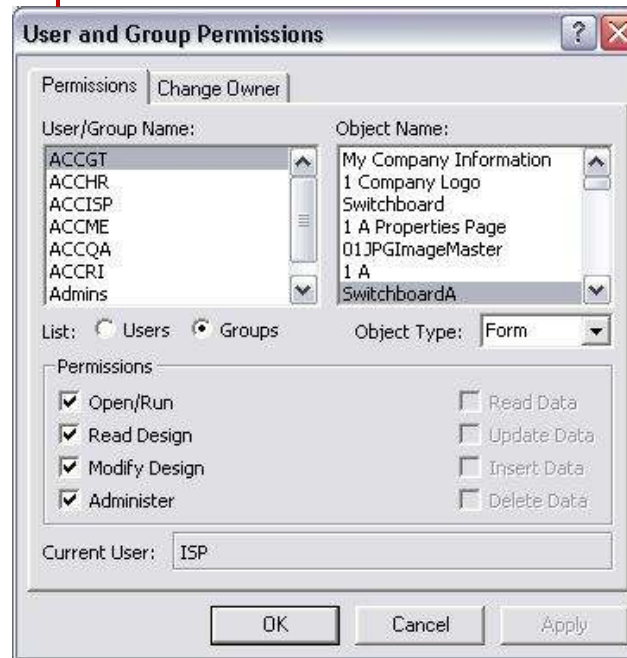 User and Group Permissions
Permissions
Change Owner
User/Group Name:
ACCGT
ACCHR
ACCISP
ACCME
ACCQA
ACCRI
Admins
Object Name:
My Company Information
1 Company Logo
Switchboard
1 A Properties Page
01JPGImageMaster
1 A
SwitchboardA
List: Users Groups
Object Type: Form
Permissions
Open/Run
Read Design
Modify Design
Administer
Read Data
Update Data
Insert Data
Delete Data
Current User: ISP
OK
Cancel
Apply